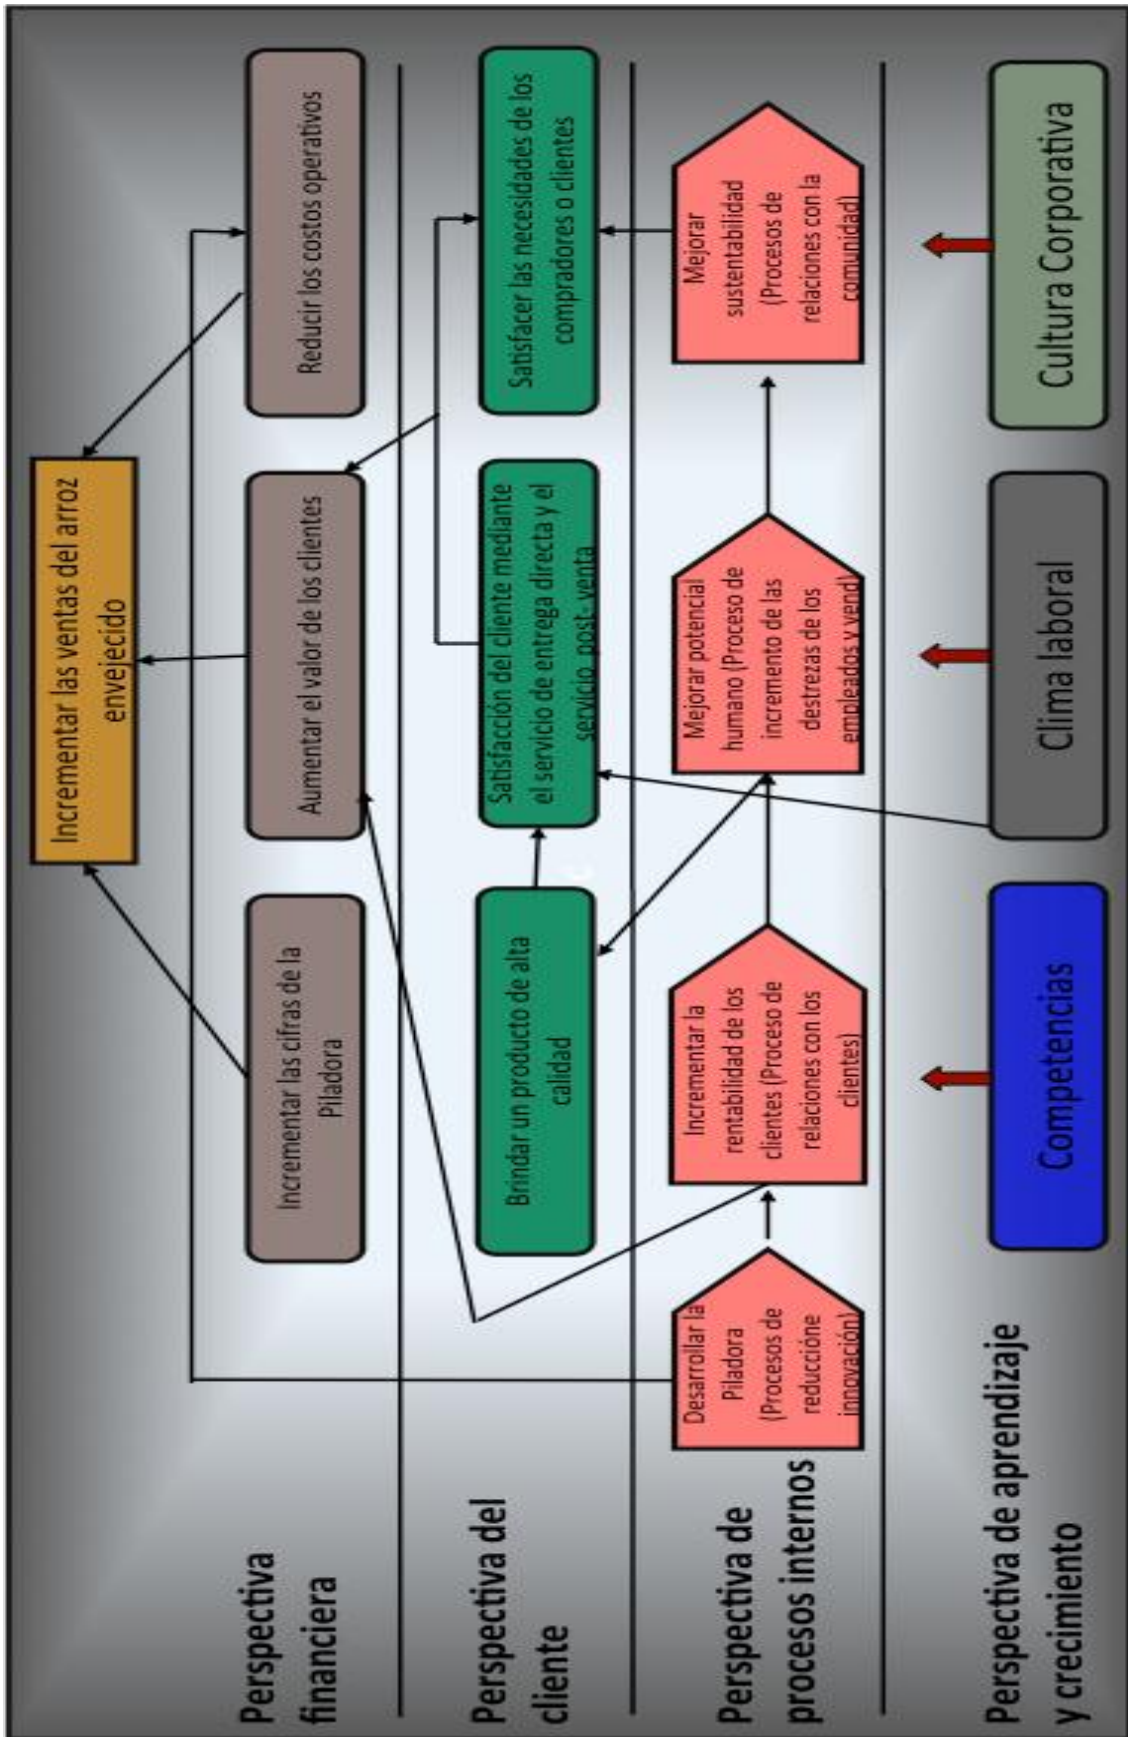 Incrementar las ventas del arroz
envejecido
Perspectiva
financiera
Incrementar las cifras de la
Piladora
Aumentar el valor de los clientes
Reducir los costos operativos
Perspectiva del
cliente
Brindar un producto de alta
calidad
Satisfacción del cliente mediante
el servicio de entrega directa y el
servicio post- venta
Satisfacer las necesidades de los
compradores o clientes
Perspectiva de
procesos internos
Desarrollar la
Piladora
(Procesos de
reduccióne
innovación)
Incrementar la
rentabilidad de los
clientes (Proceso de
relaciones con los
clientes)
Mejorar potencial
humano (Proceso de
incremento de las
destrezas de los
empleados y vend)
Mejorar
sustentabilidad
(Procesos de
relaciones con la
comunidad)
Perspectiva de aprendizaje
y crecimiento
Competencias
Clima laboral
Cultura Corporativa